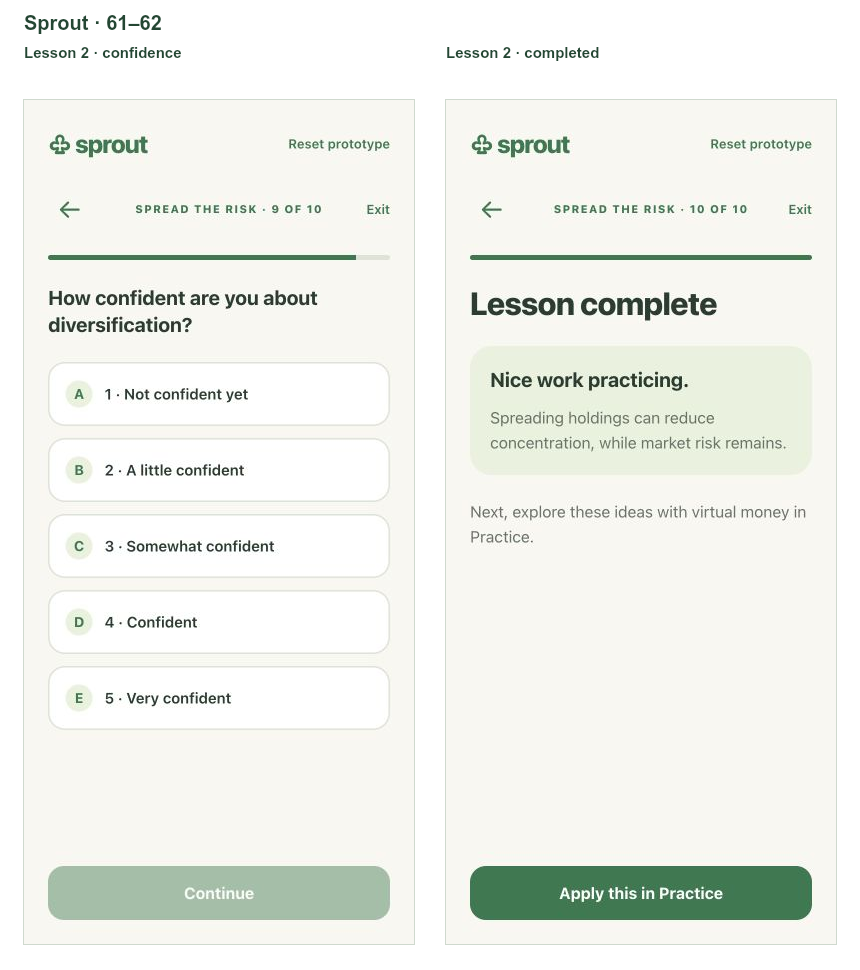 Sprout · 61–62
Lesson 2 · confidence
sprout
Reset prototype
SPREAD THE RISK · 9 OF 10
Exit
How confident are you about
diversification?
A
1 · Not confident yet
B
2 · A little confident
C
3 · Somewhat confident
D
4 · Confident
E
5 · Very confident
Continue
Lesson 2 · completed
sprout
Reset prototype
SPREAD THE RISK · 10 OF 10
Exit
Lesson complete
Nice work practicing.
Spreading holdings can reduce
concentration, while market risk remains.
Next, explore these ideas with virtual money in
Practice.
Apply this in Practice